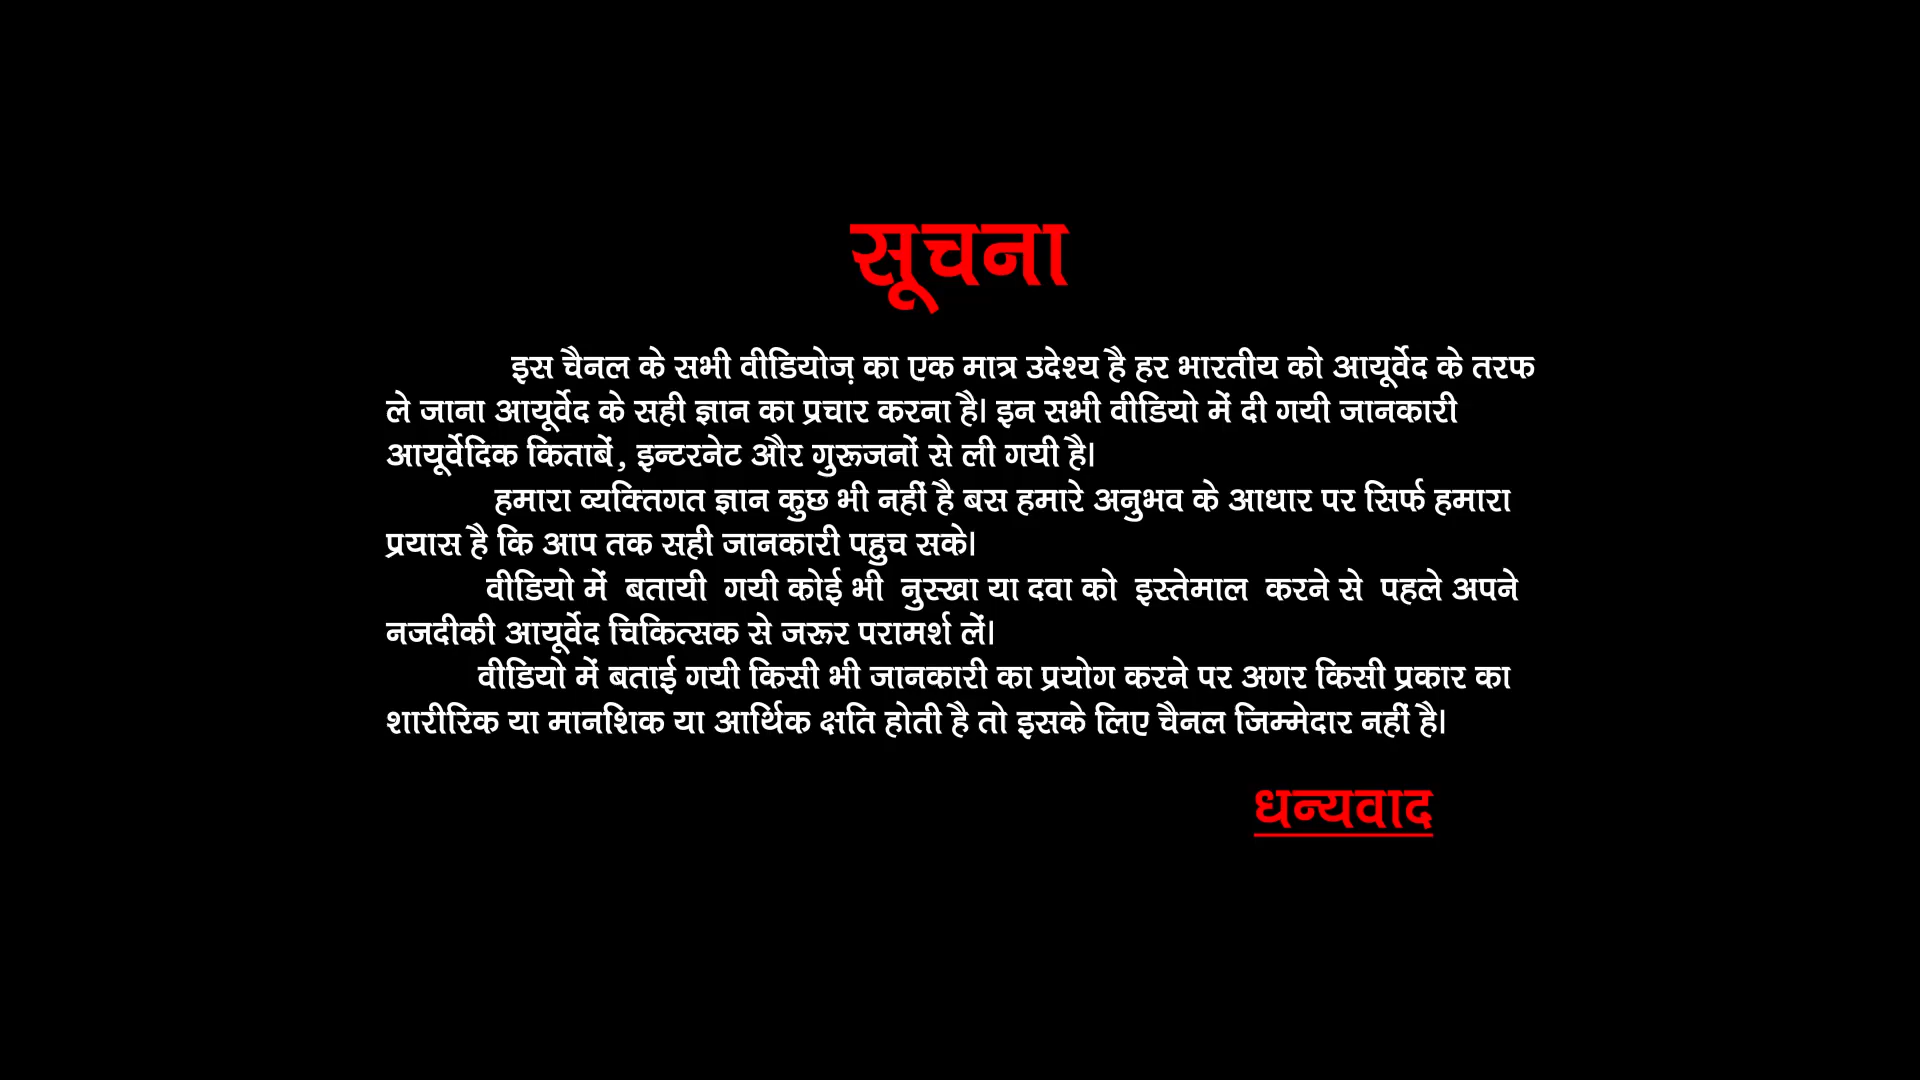 सूचना
इस चैनल के सभी वीडियोज़ का एक मात्र उदेश्य है हर भारतीय को आयूर्वेद के तरफ
ले जाना आयूर्वेद के सही ज्ञान का प्रचार करना है। इन सभी वीडियो में दी गयी जानकारी
आयूर्वेदिक किताबें, इन्टरनेट और गुरूजनों से ली गयी है।
हमारा व्यक्तिगत ज्ञान कुछ भी नहीं है बस हमारे अनुभव के आधार पर सिर्फ हमारा
प्रयास है कि आप तक सही जानकारी पहुच सके।
वीडियो में बतायी गयी कोई भी नुस्खा या दवा को इस्तेमाल करने से पहले अपने
नजदीकी आयूर्वेद चिकित्सक से जरूर परामर्श लें।
वीडियो में बताई गयी किसी भी जानकारी का प्रयोग करने पर अगर किसी प्रकार का
शारीरिक या मानशिक या आर्थिक क्षति होती है तो इसके लिए चैनल जिम्मेदार नहीं है।
धन्यवाद